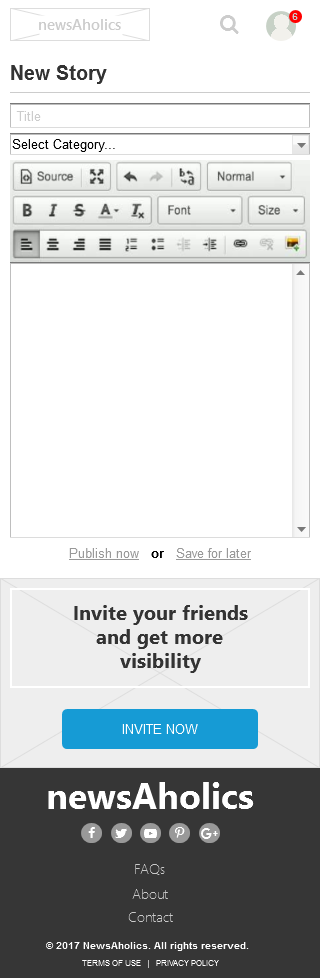 newsAholics
6
New Story
Title
Select Category...
Source
Normal
B I S A Ix
Font
Size
Publish now or Save for later
Invite your friends
and get more
visibility
INVITE NOW
newsAholics
FAQs
About
Contact
© 2017 NewsAholics. All rights reserved.
TERMS OF USE | PRIVACY POLICY